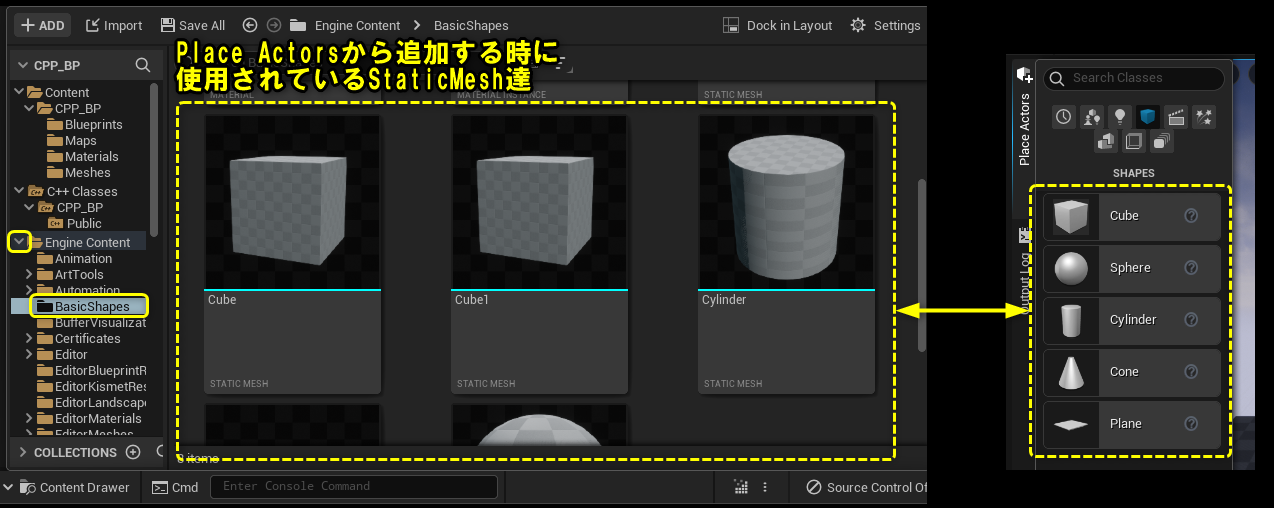 ADD Import Save All Engine Content BasicShapes Dock in Layout Settings
Place Actorsから追加する時に
使用されているStaticMesh達
CPP_BP
Content
CPP_BP
Blueprints
Maps
Materials
Meshes
C++ Classes
CPP_BP
Public
Engine Content
Animation
ArtTools
Automation
BasicShapes
BufferVisualizat
Certificates
Editor
EditorBlueprintR
EditorKismetRes
EditorLandscape
EditorMaterials
EditorMeshes
COLLECTIONS
MATERIAL
MATERIAL INSTANCE
STATIC MESH
Cube
STATIC MESH
Cube1
STATIC MESH
Cylinder
STATIC MESH
8 items
Content Drawer Cmd Enter Console Command Source Control Of
Place Actors
Output Log
Search Classes
SHAPES
Cube
Sphere
Cylinder
Cone
Plane